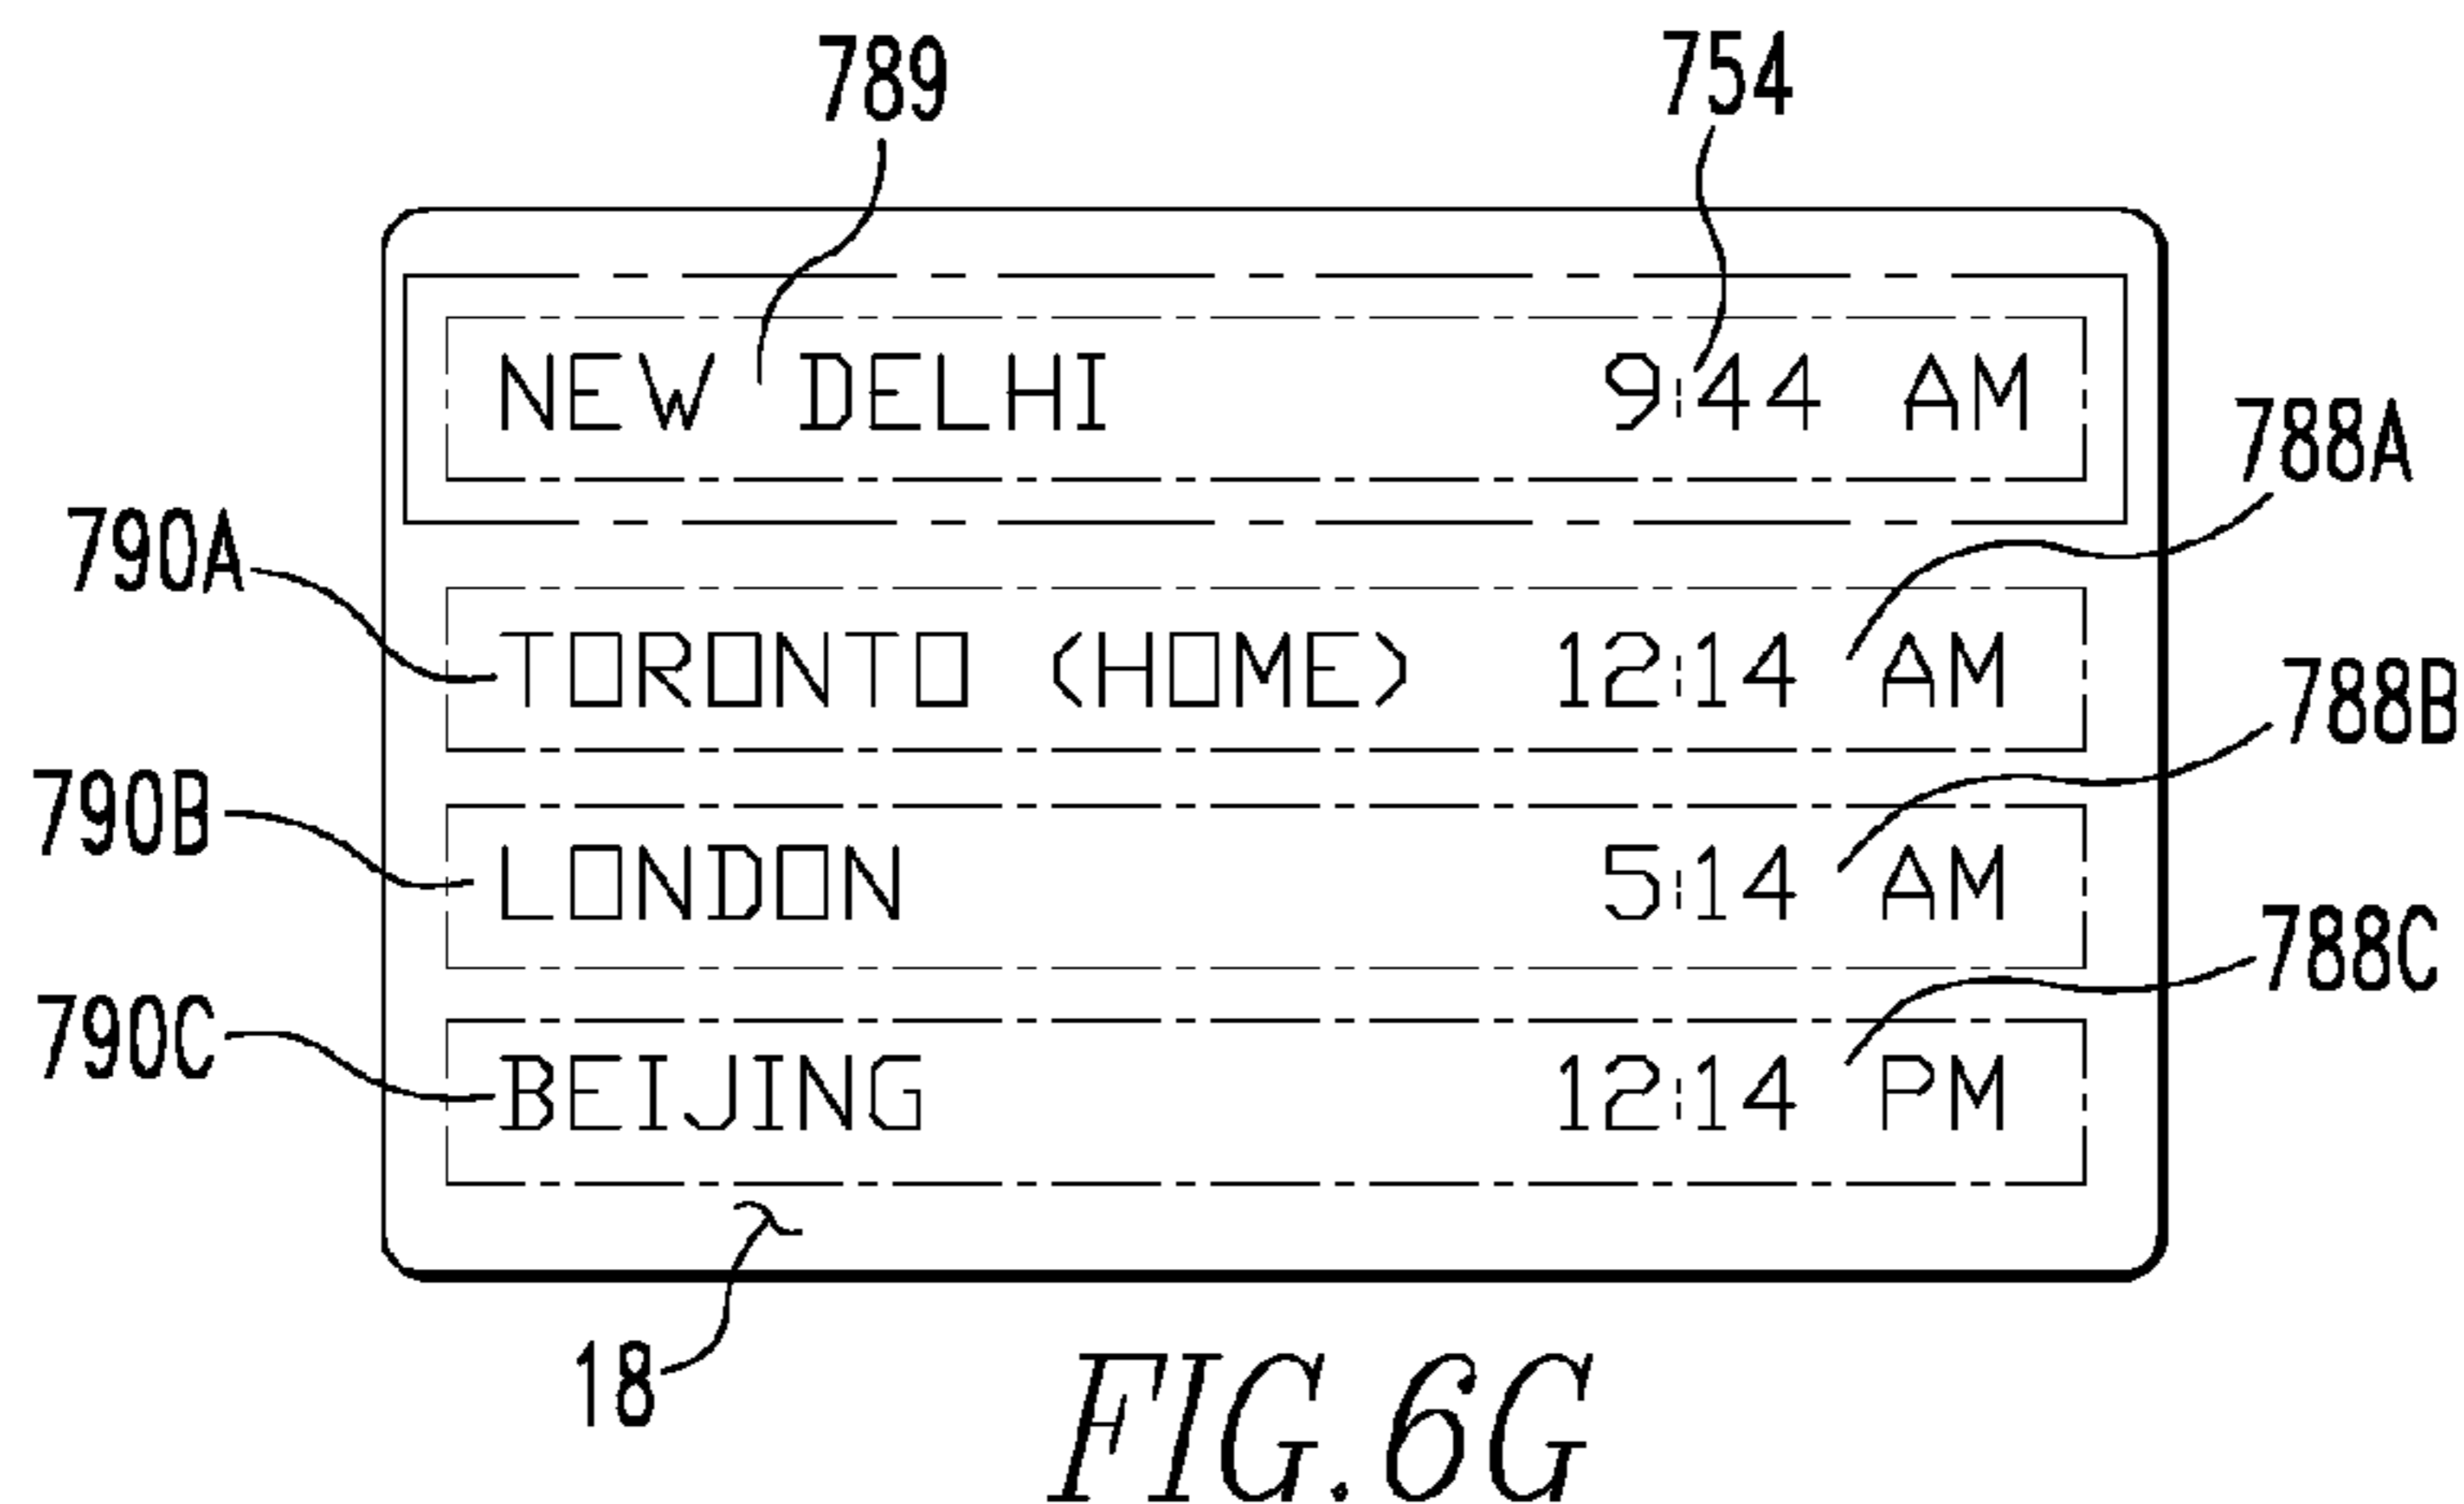 789 754
NEW DELHI 9:44 AM
788A
790A
TORONTO (HOME) 12:14 AM
788B
790B
LONDON 5:14 AM
788C
790C
BEIJING 12:14 PM
18
FIG.6G